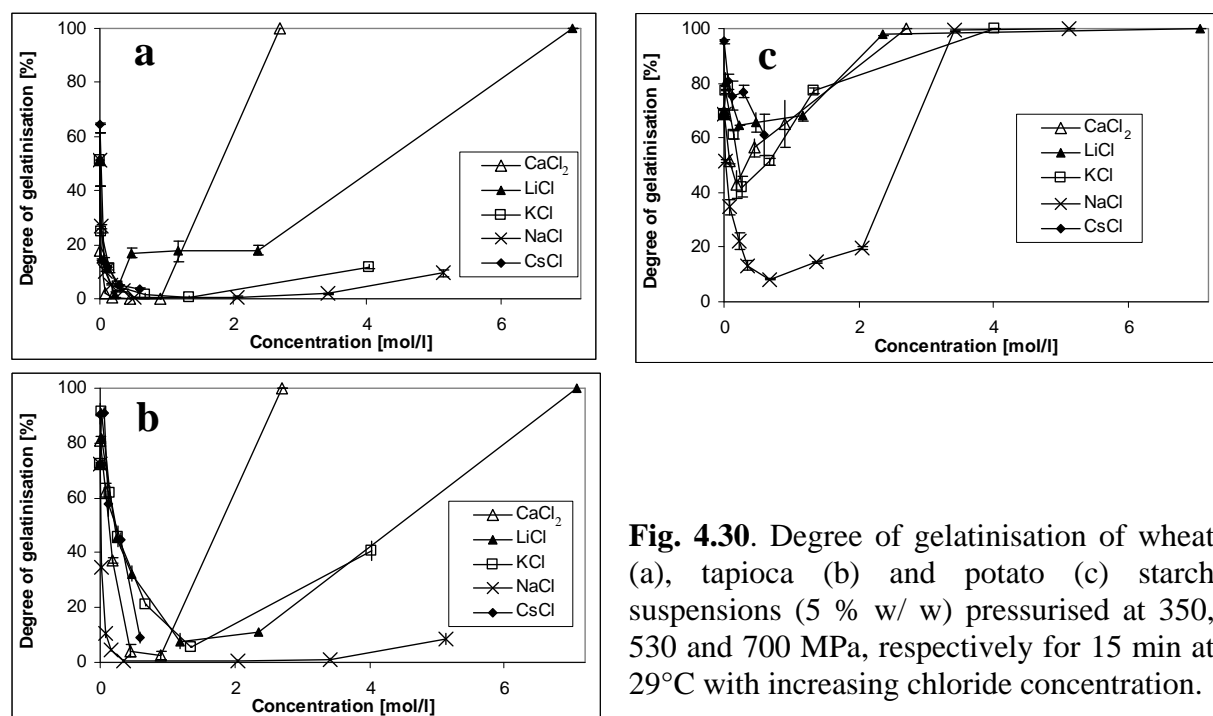 a
Degree of gelatinisation [%]
100
80
60
40
20
0
0 2 4 6
Concentration [mol/l]
CaCl2
LiCl
KCl
NaCl
CsCl
c
Degree of gelatinisation [%]
100
80
60
40
20
0
0 2 4 6
Concentration [mol/l]
CaCl2
LiCl
KCl
NaCl
CsCl
b
Degree of gelatinisation [%]
100
80
60
40
20
0
0 2 4 6
Concentration [mol/l]
CaCl2
LiCl
KCl
NaCl
CsCl
Fig. 4.30. Degree of gelatinisation of wheat
(a), tapioca (b) and potato (c) starch
suspensions (5 % w/ w) pressurised at 350,
530 and 700 MPa, respectively for 15 min at
29°C with increasing chloride concentration.